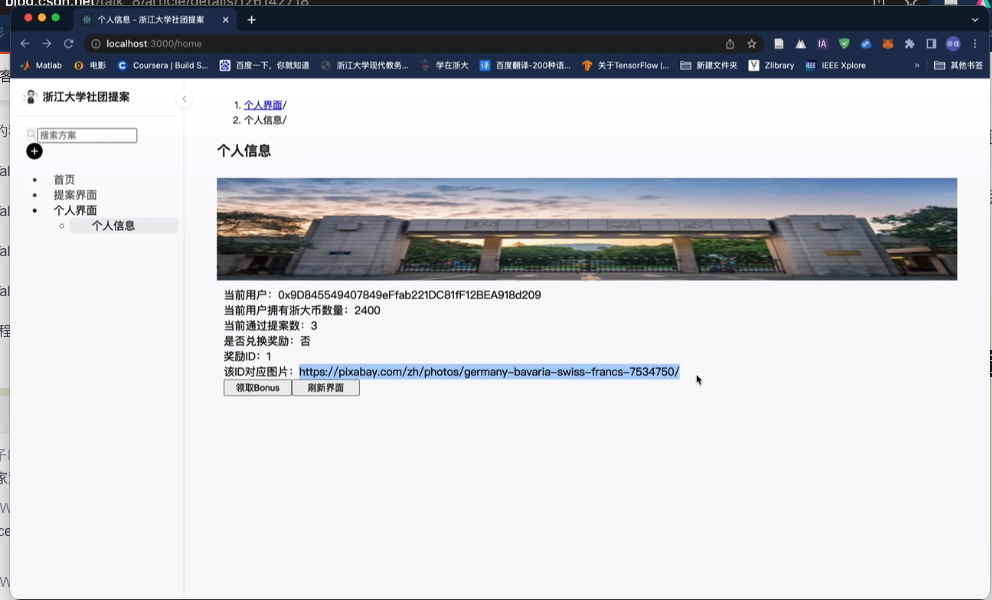 blog.csdn.net/talk_8/article/details/126142718
个人信息 - 浙江大学社团提案
localhost:3000/home
Matlab 电影 Coursera | Build S... 百度一下，你就知道 浙江大学现代教务... 学在浙大 百度翻译-200种语... 关于TensorFlow |... 新建文件夹 Zlibrary IEEE Xplore » 其他书签
浙江大学社团提案
搜索方案
首页
提案界面
个人界面
个人信息
1. 个人界面/
2. 个人信息/
个人信息
当前用户：0x9D845549407849eFfab221DC81fF12BEA918d209
当前用户拥有浙大币数量：2400
当前通过提案数：3
是否兑换奖励：否
奖励ID：1
该ID对应图片：https://pixabay.com/zh/photos/germany-bavaria-swiss-francs-7534750/
领取Bonus 刷新界面